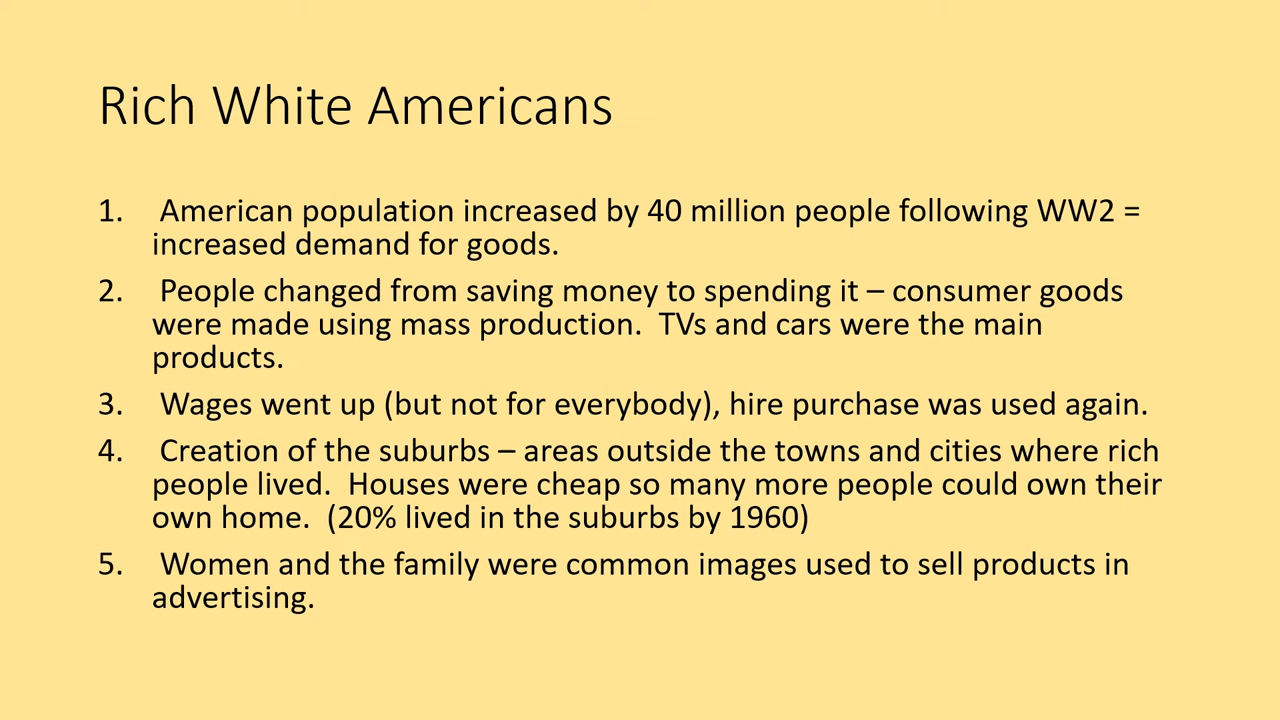 Rich White Americans
1. American population increased by 40 million people following WW2 =
increased demand for goods.
2. People changed from saving money to spending it – consumer goods
were made using mass production.  TVs and cars were the main
products.
3. Wages went up (but not for everybody), hire purchase was used again.
4. Creation of the suburbs – areas outside the towns and cities where rich
people lived.  Houses were cheap so many more people could own their
own home.  (20% lived in the suburbs by 1960)
5. Women and the family were common images used to sell products in
advertising.